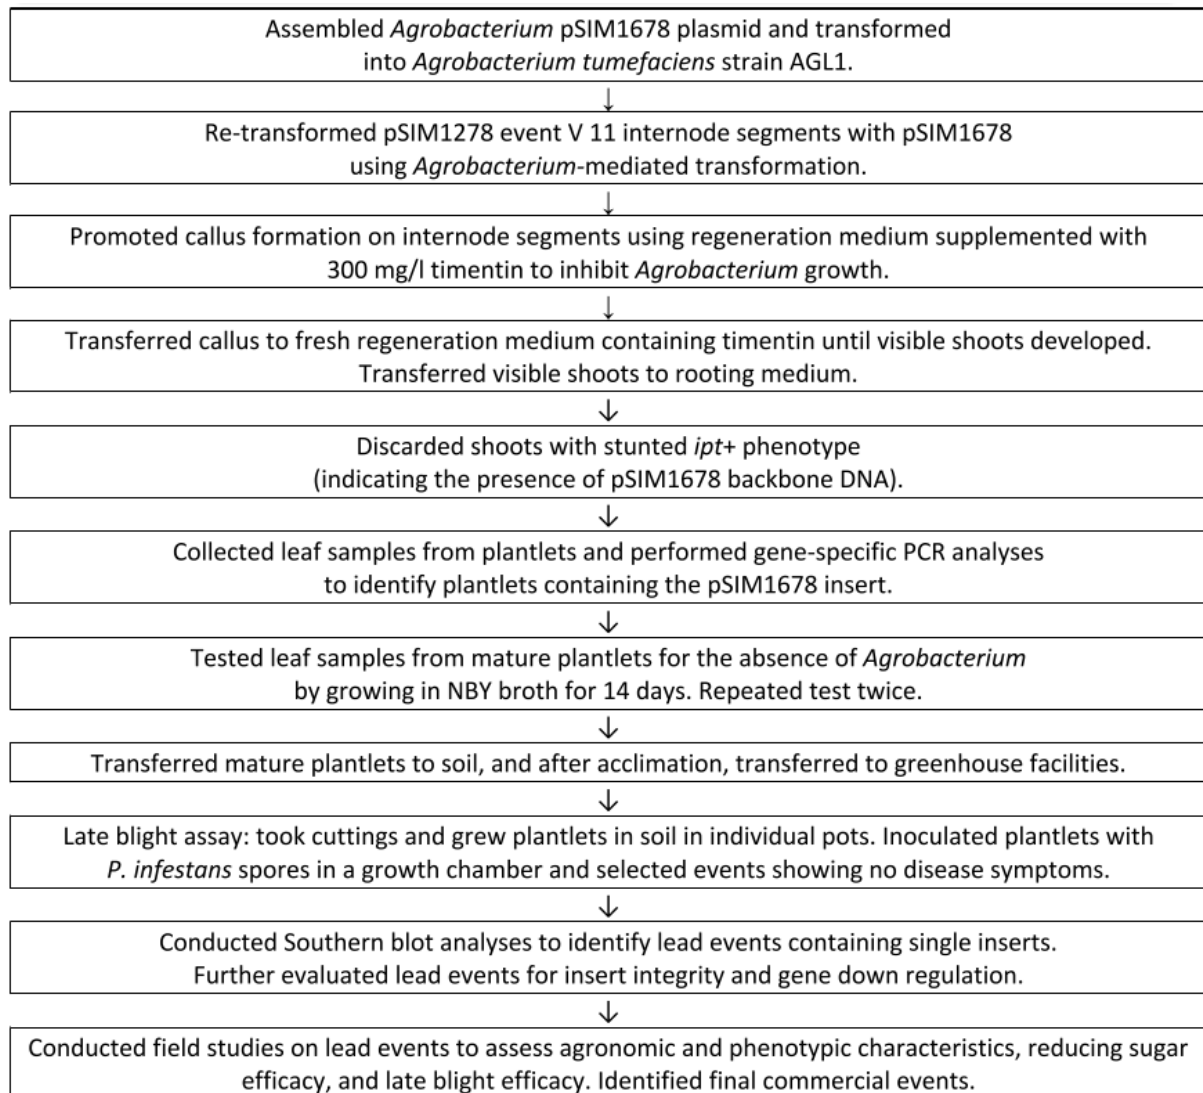 Assembled Agrobacterium pSIM1678 plasmid and transformed
into Agrobacterium tumefaciens strain AGL1.
↓
Re-transformed pSIM1278 event V 11 internode segments with pSIM1678
using Agrobacterium-mediated transformation.
↓
Promoted callus formation on internode segments using regeneration medium supplemented with
300 mg/l timentin to inhibit Agrobacterium growth.
↓
Transferred callus to fresh regeneration medium containing timentin until visible shoots developed.
Transferred visible shoots to rooting medium.
↓
Discarded shoots with stunted ipt+ phenotype
(indicating the presence of pSIM1678 backbone DNA).
↓
Collected leaf samples from plantlets and performed gene-specific PCR analyses
to identify plantlets containing the pSIM1678 insert.
↓
Tested leaf samples from mature plantlets for the absence of Agrobacterium
by growing in NBY broth for 14 days. Repeated test twice.
↓
Transferred mature plantlets to soil, and after acclimation, transferred to greenhouse facilities.
↓
Late blight assay: took cuttings and grew plantlets in soil in individual pots. Inoculated plantlets with
P. infestans spores in a growth chamber and selected events showing no disease symptoms.
↓
Conducted Southern blot analyses to identify lead events containing single inserts.
Further evaluated lead events for insert integrity and gene down regulation.
↓
Conducted field studies on lead events to assess agronomic and phenotypic characteristics, reducing sugar
efficacy, and late blight efficacy. Identified final commercial events.